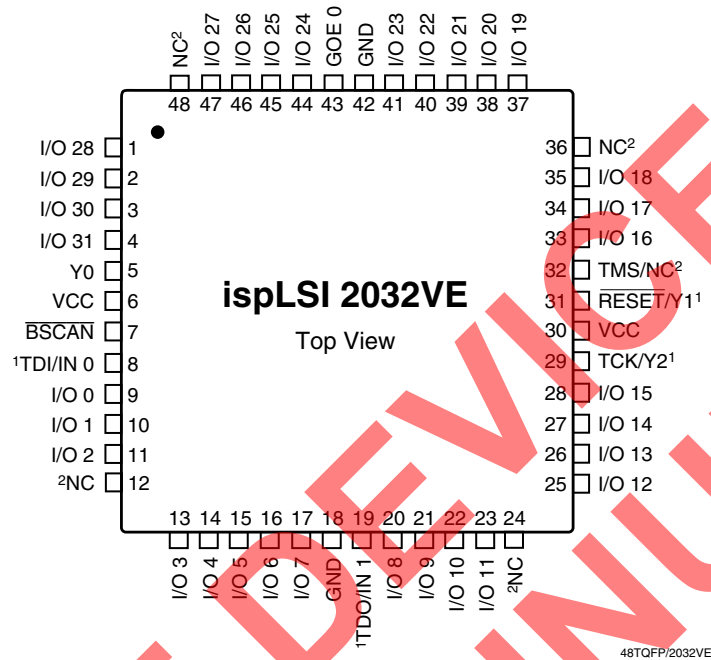 NC² I/O 27 I/O 26 I/O 25 I/O 24 GOE 0 GND I/O 23 I/O 22 I/O 21 I/O 20 I/O 19
48 47 46 45 44 43 42 41 40 39 38 37
I/O 28 1 36 NC²
I/O 29 2 35 I/O 18
I/O 30 3 34 I/O 17
I/O 31 4 33 I/O 16
Y0 5 32 TMS/NC²
VCC 6 31 RESET/Y1¹
BSCAN 7 30 VCC
¹TDI/IN 0 8 29 TCK/Y2¹
I/O 0 9 28 I/O 15
I/O 1 10 27 I/O 14
I/O 2 11 26 I/O 13
²NC 12 25 I/O 12
ispLSI 2032VE
Top View
13 14 15 16 17 18 19 20 21 22 23 24
I/O 3 I/O 4 I/O 5 I/O 6 I/O 7 GND ¹TDO/IN 1 I/O 8 I/O 9 I/O 10 I/O 11 ²NC
DEVICE
48TQFP/2032VE